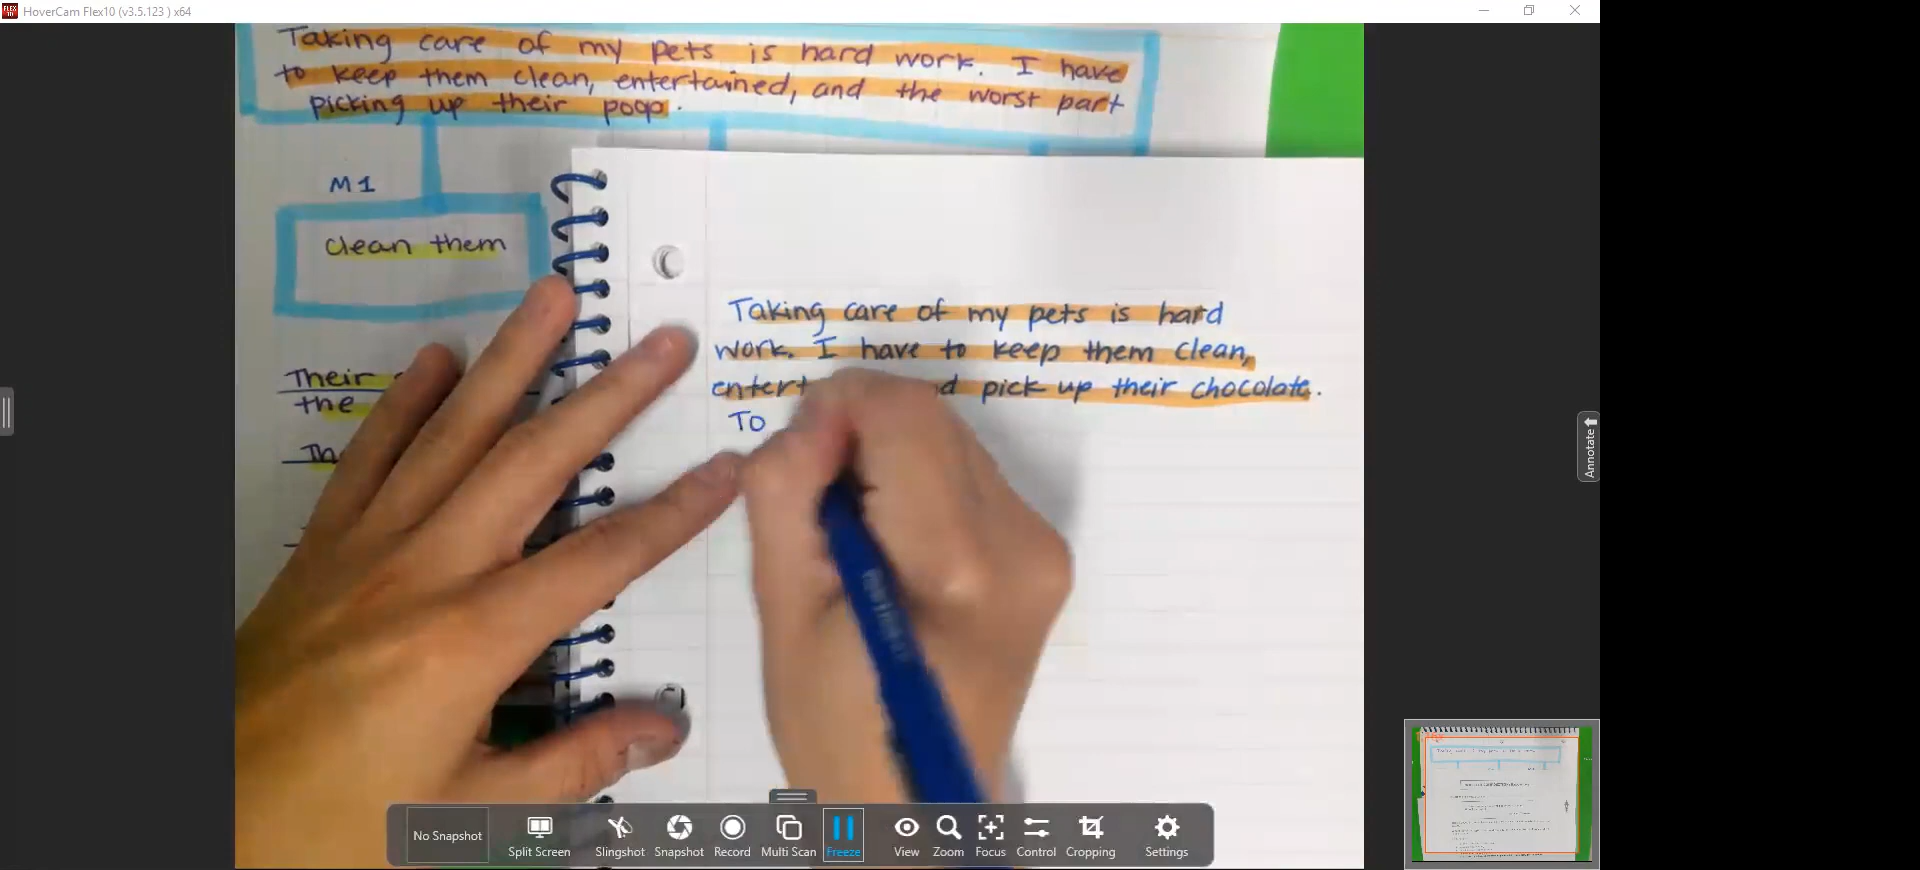 HoverCam Flex10 (v3.5.123 ) x64
Taking care of my pets is hard work. I have
to keep them clean, entertained, and the worst part
picking up their poop.
M1
clean them
Their
the
Taking care of my pets is hard
work. I have to keep them clean,
pick up their chocolate.
To
Annotate
No Snapshot
Split Screen
Slingshot
Snapshot
Record
Multi Scan
Freeze
View
Zoom
Focus
Control
Cropping
Settings